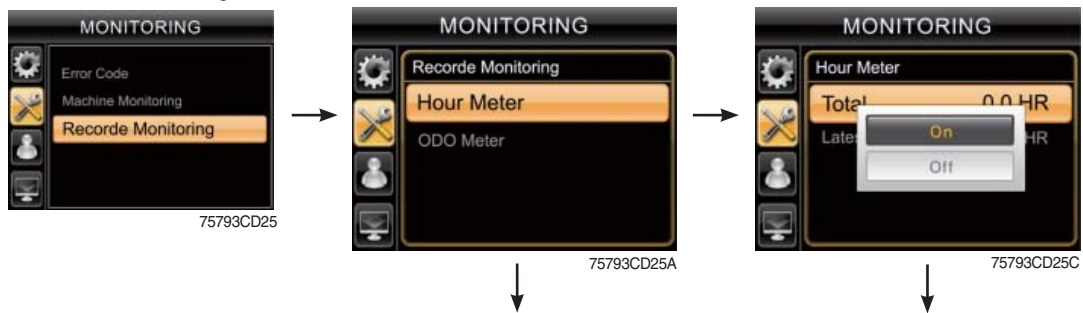 MONITORING
Error Code
Machine Monitoring
Recorde Monitoring
75793CD25
MONITORING
Recorde Monitoring
Hour Meter
ODO Meter
75793CD25A
MONITORING
Hour Meter
Total 0.0 HR
HR
On
Off
75793CD25C